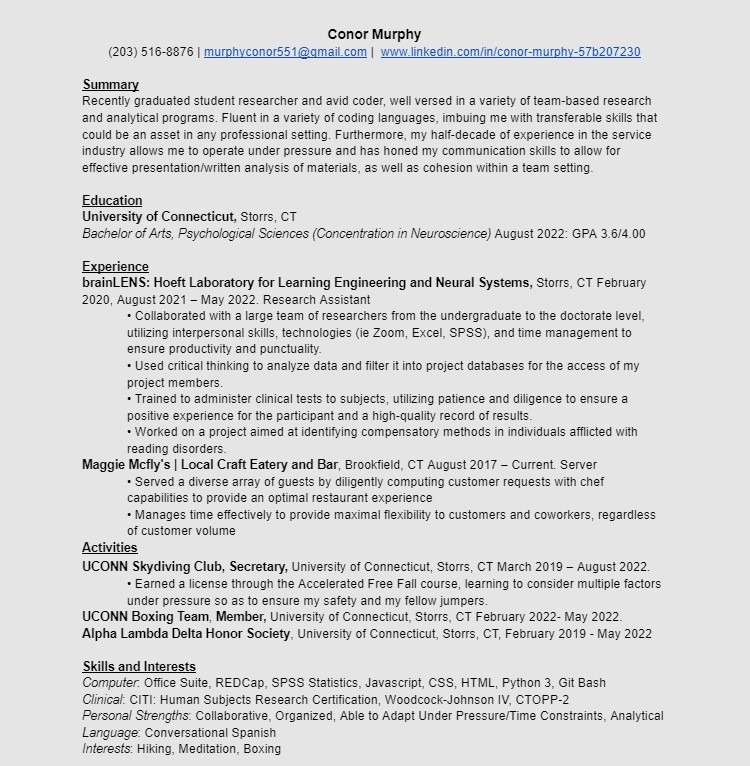 Conor Murphy
(203) 516-8876 | murphyconor551@gmail.com | www.linkedin.com/in/conor-murphy-57b207230
Summary
Recently graduated student researcher and avid coder, well versed in a variety of team-based research
and analytical programs. Fluent in a variety of coding languages, imbuing me with transferable skills that
could be an asset in any professional setting. Furthermore, my half-decade of experience in the service
industry allows me to operate under pressure and has honed my communication skills to allow for
effective presentation/written analysis of materials, as well as cohesion within a team setting.
Education
University of Connecticut, Storrs, CT
Bachelor of Arts, Psychological Sciences (Concentration in Neuroscience) August 2022: GPA 3.6/4.00
Experience
brainLENS: Hoeft Laboratory for Learning Engineering and Neural Systems, Storrs, CT February
2020, August 2021 – May 2022. Research Assistant
• Collaborated with a large team of researchers from the undergraduate to the doctorate level,
utilizing interpersonal skills, technologies (ie Zoom, Excel, SPSS), and time management to
ensure productivity and punctuality.
• Used critical thinking to analyze data and filter it into project databases for the access of my
project members.
• Trained to administer clinical tests to subjects, utilizing patience and diligence to ensure a
positive experience for the participant and a high-quality record of results.
• Worked on a project aimed at identifying compensatory methods in individuals afflicted with
reading disorders.
Maggie Mcfly's | Local Craft Eatery and Bar, Brookfield, CT August 2017 – Current. Server
• Served a diverse array of guests by diligently computing customer requests with chef
capabilities to provide an optimal restaurant experience
• Manages time effectively to provide maximal flexibility to customers and coworkers, regardless
of customer volume
Activities
UCONN Skydiving Club, Secretary, University of Connecticut, Storrs, CT March 2019 – August 2022.
• Earned a license through the Accelerated Free Fall course, learning to consider multiple factors
under pressure so as to ensure my safety and my fellow jumpers.
UCONN Boxing Team, Member, University of Connecticut, Storrs, CT February 2022- May 2022.
Alpha Lambda Delta Honor Society, University of Connecticut, Storrs, CT, February 2019 - May 2022
Skills and Interests
Computer: Office Suite, REDCap, SPSS Statistics, Javascript, CSS, HTML, Python 3, Git Bash
Clinical: CITI: Human Subjects Research Certification, Woodcock-Johnson IV, CTOPP-2
Personal Strengths: Collaborative, Organized, Able to Adapt Under Pressure/Time Constraints, Analytical
Language: Conversational Spanish
Interests: Hiking, Meditation, Boxing